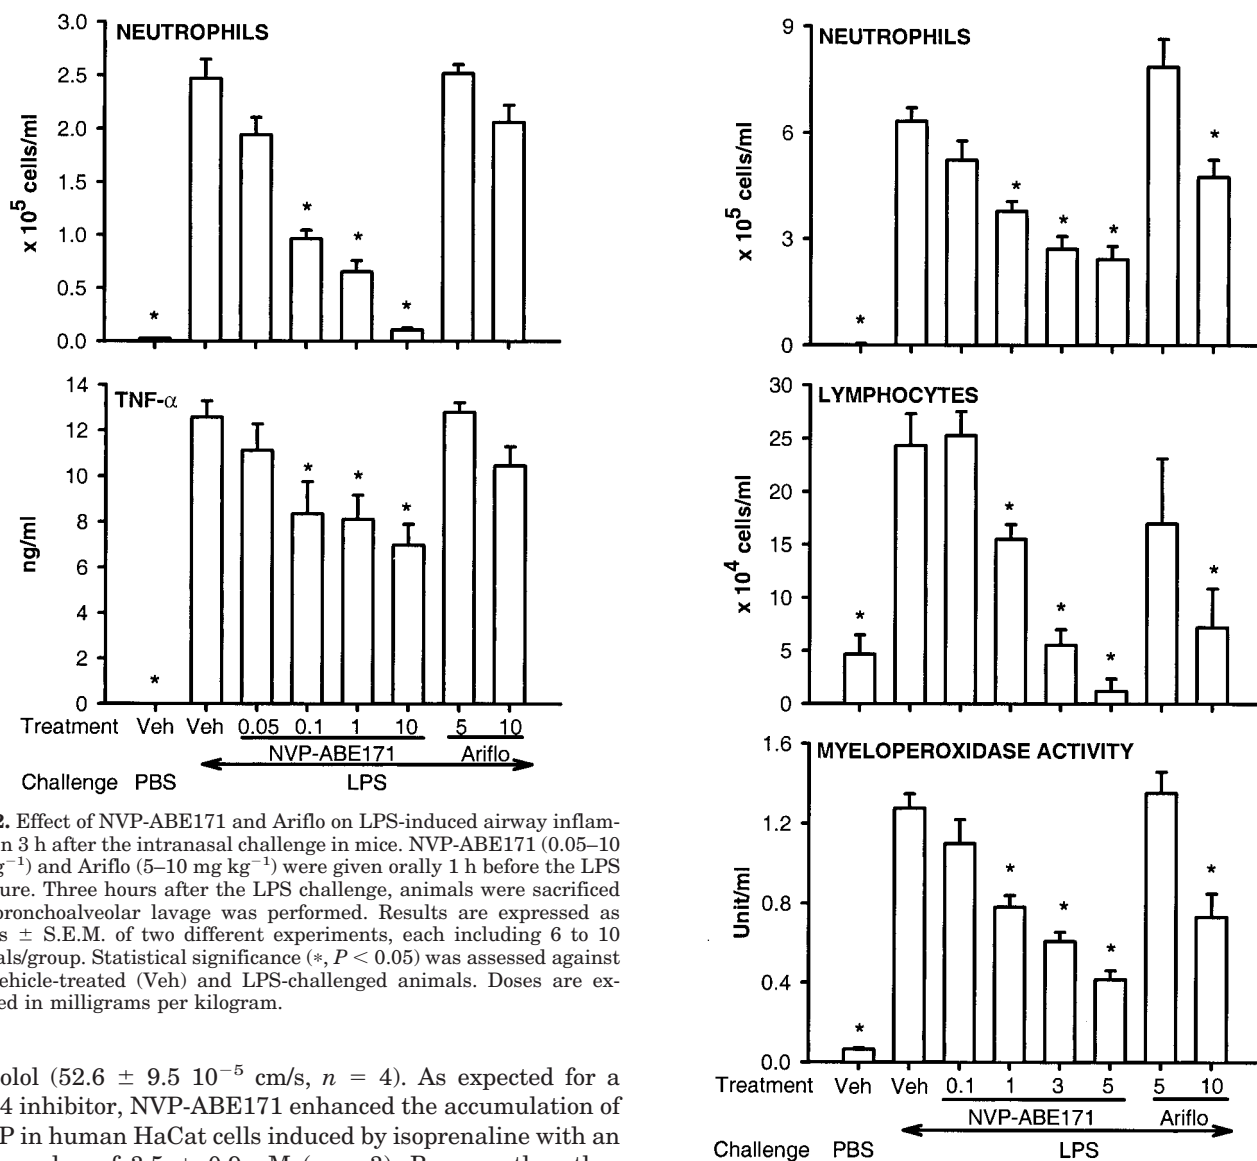 NEUTROPHILS
3.0
2.5
2.0
1.5
1.0
0.5
0.0
x 10⁵ cells/ml
* * * *
TNF-α
14
12
10
8
6
4
2
0
ng/ml
* * * *
Treatment Veh Veh 0.05 0.1 1 10 5 10
NVP-ABE171 Ariflo
Challenge PBS LPS
2. Effect of NVP-ABE171 and Ariflo on LPS-induced airway inflam-
n 3 h after the intranasal challenge in mice. NVP-ABE171 (0.05–10
g⁻¹) and Ariflo (5–10 mg kg⁻¹) were given orally 1 h before the LPS
ure. Three hours after the LPS challenge, animals were sacrificed
bronchoalveolar lavage was performed. Results are expressed as
s ± S.E.M. of two different experiments, each including 6 to 10
als/group. Statistical significance (*, P < 0.05) was assessed against
ehicle-treated (Veh) and LPS-challenged animals. Doses are ex-
ed in milligrams per kilogram.
olol (52.6 ± 9.5 10⁻⁵ cm/s, n = 4). As expected for a
4 inhibitor, NVP-ABE171 enhanced the accumulation of
P in human HaCat cells induced by isoprenaline with an
NEUTROPHILS
9
6
3
0
x 10⁵ cells/ml
* * * * *
LYMPHOCYTES
30
25
20
15
10
5
0
x 10⁴ cells/ml
* * * * *
MYELOPEROXIDASE ACTIVITY
1.6
1.2
0.8
0.4
0.0
Unit/ml
* * * * *
Treatment Veh Veh 0.1 1 3 5 5 10
NVP-ABE171 Ariflo
Challenge PBS LPS